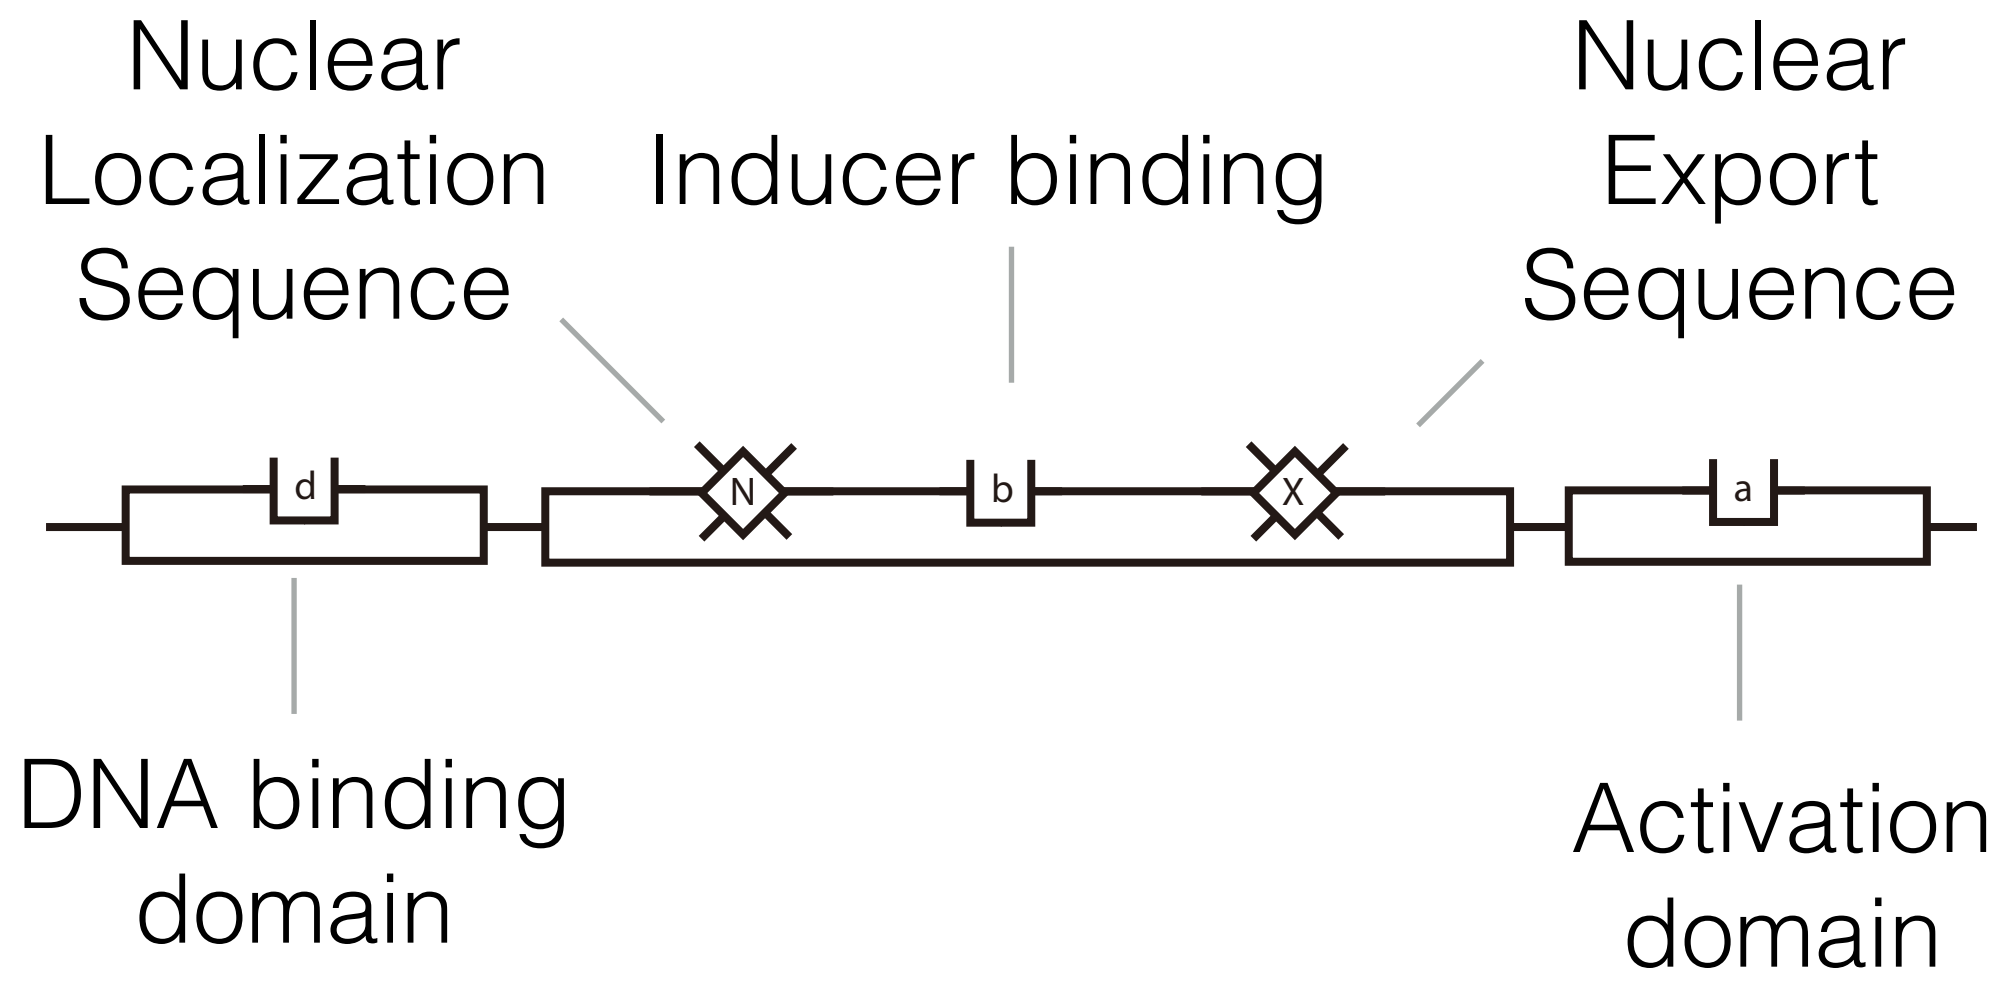 Nuclear
Localization
Sequence
Inducer binding
Nuclear
Export
Sequence
d
N
b
X
a
DNA binding
domain
Activation
domain